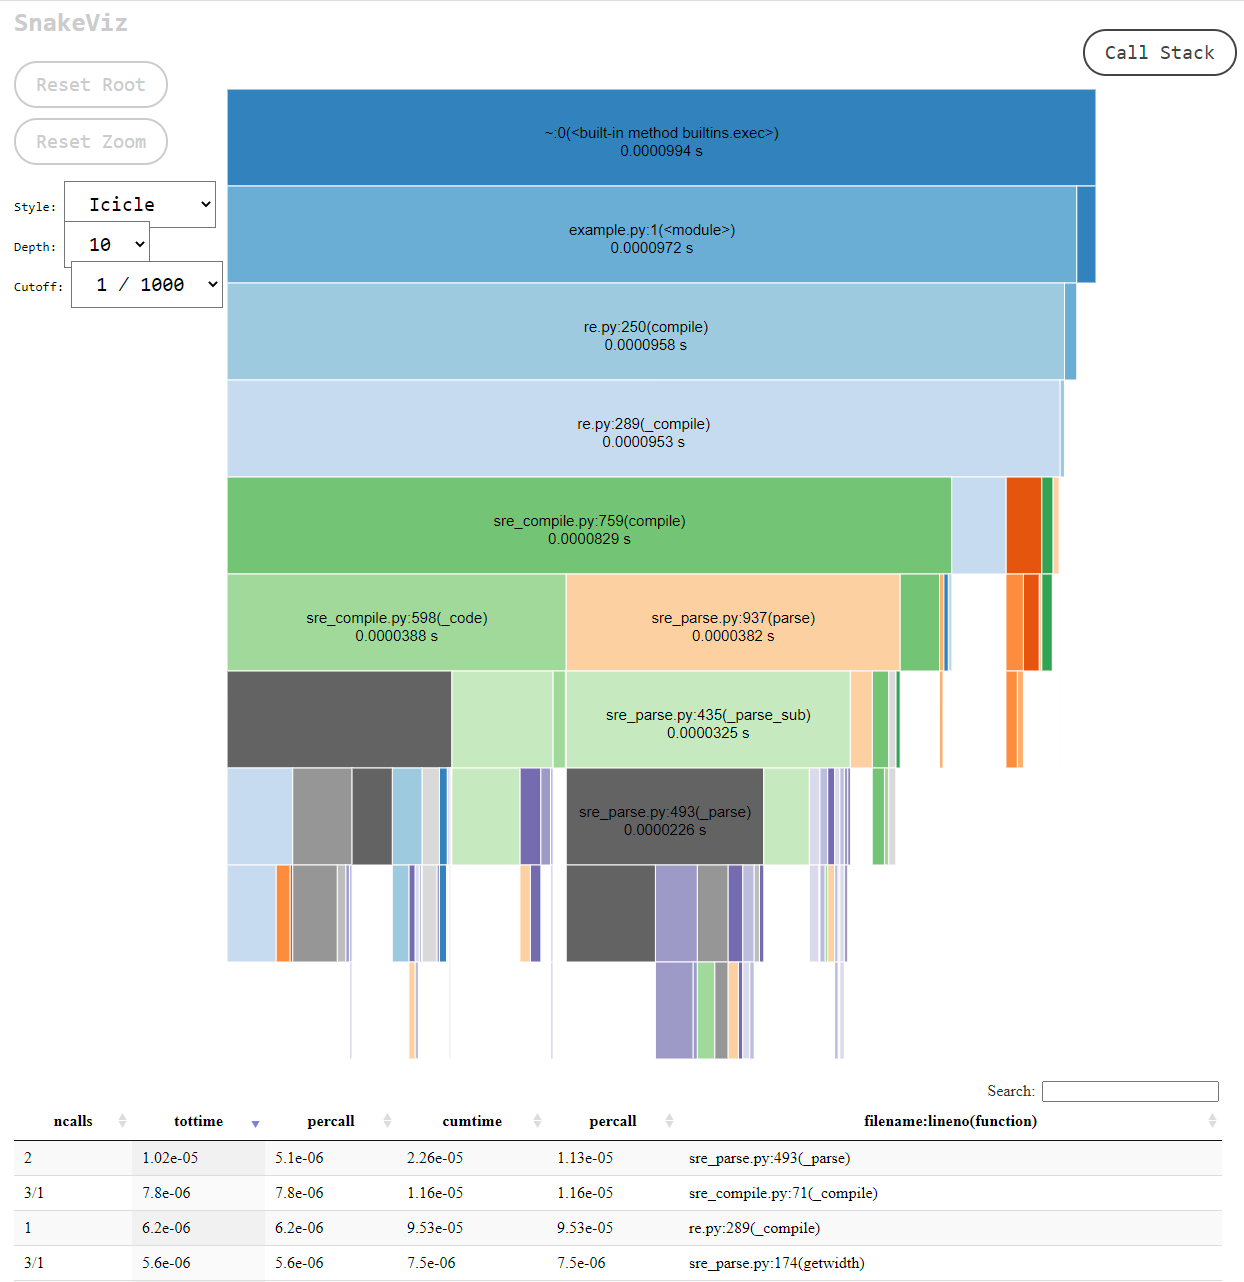 SnakeViz
Call Stack
Reset Root
Reset Zoom
Style: Icicle
Depth: 10
Cutoff: 1 / 1000
~:0(<built-in method builtins.exec>)
0.0000994 s
example.py:1(<module>)
0.0000972 s
re.py:250(compile)
0.0000958 s
re.py:289(_compile)
0.0000953 s
sre_compile.py:759(compile)
0.0000829 s
sre_compile.py:598(_code)
0.0000388 s
sre_parse.py:937(parse)
0.0000382 s
sre_parse.py:435(_parse_sub)
0.0000325 s
sre_parse.py:493(_parse)
0.0000226 s
Search:
ncalls tottime percall cumtime percall filename:lineno(function)
2 1.02e-05 5.1e-06 2.26e-05 1.13e-05 sre_parse.py:493(_parse)
3/1 7.8e-06 7.8e-06 1.16e-05 1.16e-05 sre_compile.py:71(_compile)
1 6.2e-06 6.2e-06 9.53e-05 9.53e-05 re.py:289(_compile)
3/1 5.6e-06 5.6e-06 7.5e-06 7.5e-06 sre_parse.py:174(getwidth)